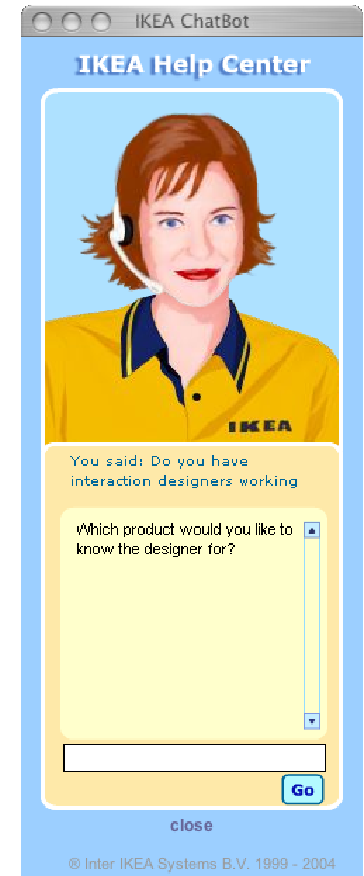 IKEA ChatBot
IKEA Help Center
IKEA
You said: Do you have
interaction designers working
Which product would you like to
know the designer for?
Go
close
® Inter IKEA Systems B.V. 1999 - 2004